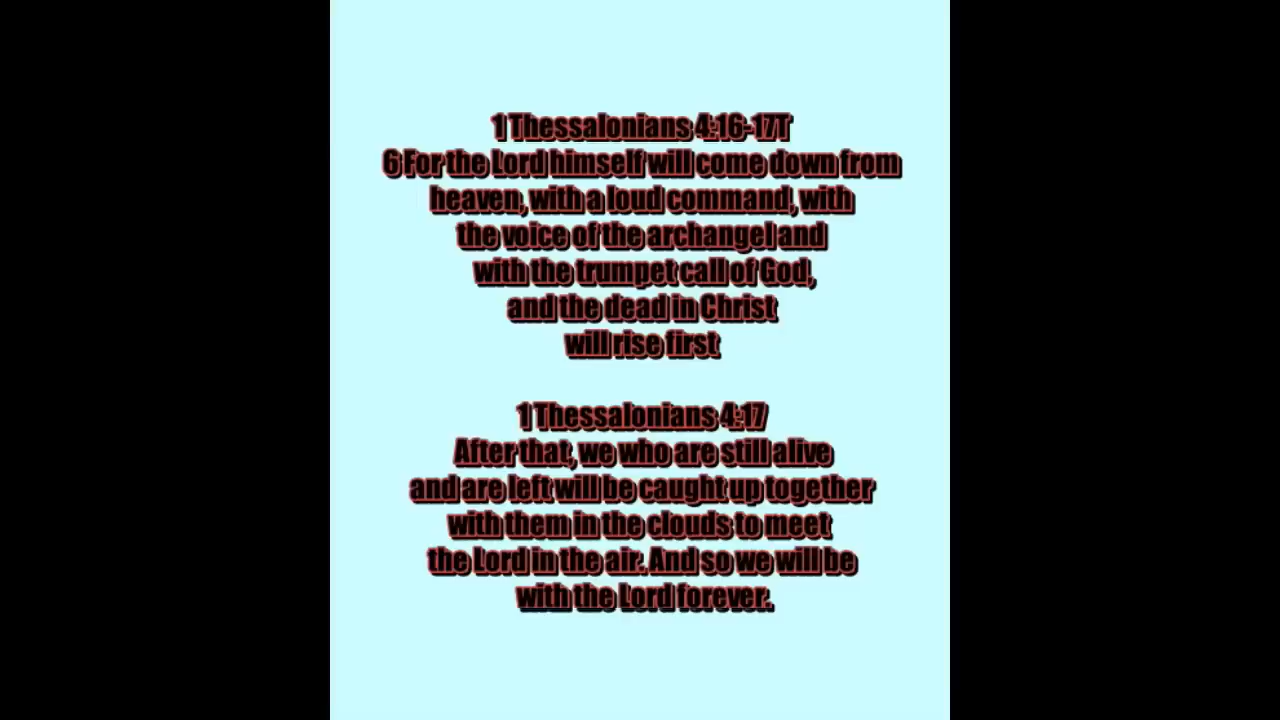 1 Thessalonians 4:16-17T
6 For the Lord himself will come down from
heaven, with a loud command, with
the voice of the archangel and
with the trumpet call of God,
and the dead in Christ
will rise first
1 Thessalonians 4:17
After that, we who are still alive
and are left will be caught up together
with them in the clouds to meet
the Lord in the air. And so we will be
with the Lord forever.